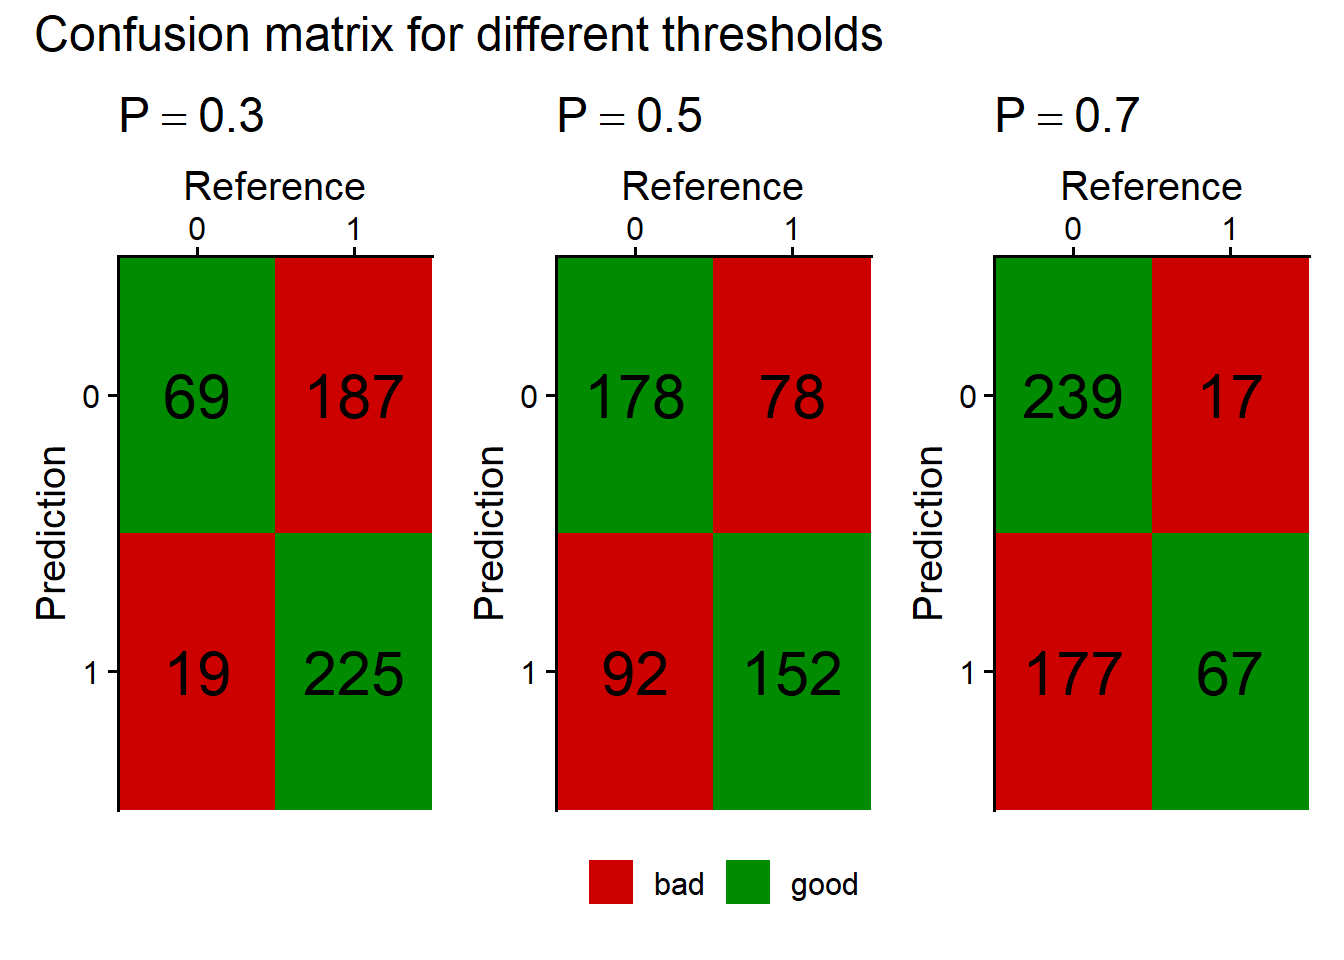 Confusion matrix for different thresholds
P = 0.3
Reference
0 1
0
69 187
Prediction
1
19 225
P = 0.5
Reference
0 1
0
178 78
Prediction
1
92 152
P = 0.7
Reference
0 1
0
239 17
Prediction
1
177 67
bad good